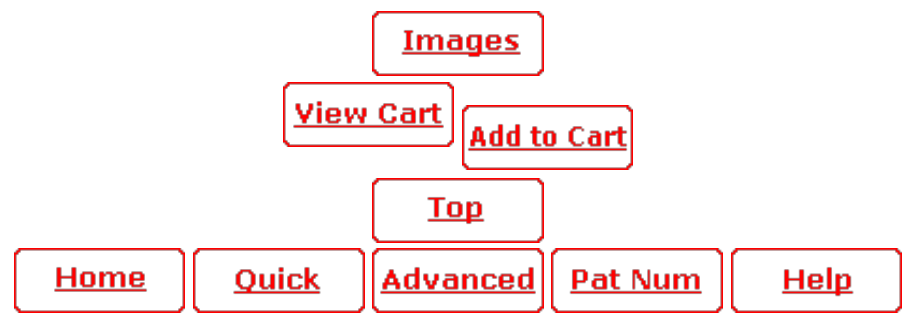 Images
View Cart
Add to Cart
Top
Home Quick Advanced Pat Num Help